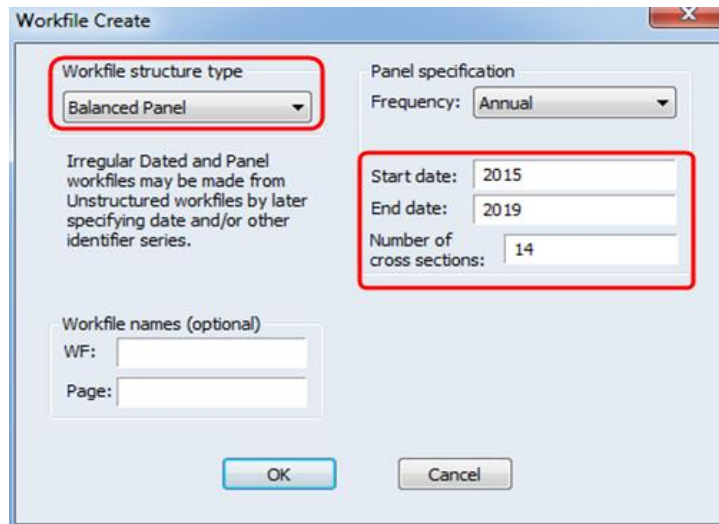 Workfile Create
Workfile structure type
Balanced Panel
Irregular Dated and Panel
workfiles may be made from
Unstructured workfiles by later
specifying date and/or other
identifier series.
Panel specification
Frequency: Annual
Start date: 2015
End date: 2019
Number of
cross sections: 14
Workfile names (optional)
WF:
Page:
OK Cancel